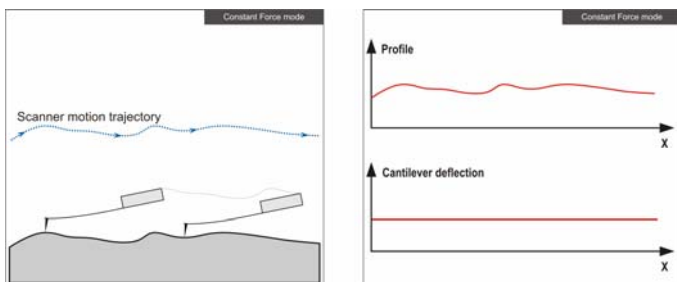 Constant Force mode
Scanner motion trajectory
Constant Force mode
Profile
X
Cantilever deflection
X